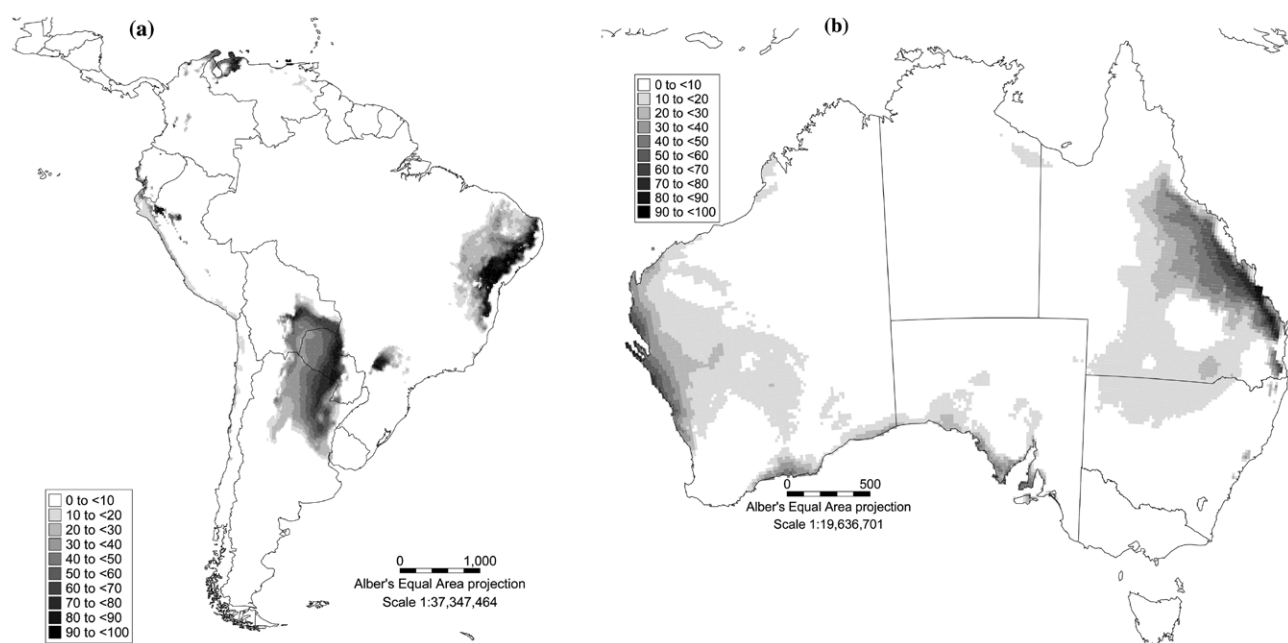 (a)
0 to <10
10 to <20
20 to <30
30 to <40
40 to <50
50 to <60
60 to <70
70 to <80
80 to <90
90 to <100
0 1,000
Alber's Equal Area projection
Scale 1:37,347,464
(b)
0 to <10
10 to <20
20 to <30
30 to <40
40 to <50
50 to <60
60 to <70
70 to <80
80 to <90
90 to <100
0 500
Alber's Equal Area projection
Scale 1:19,636,701